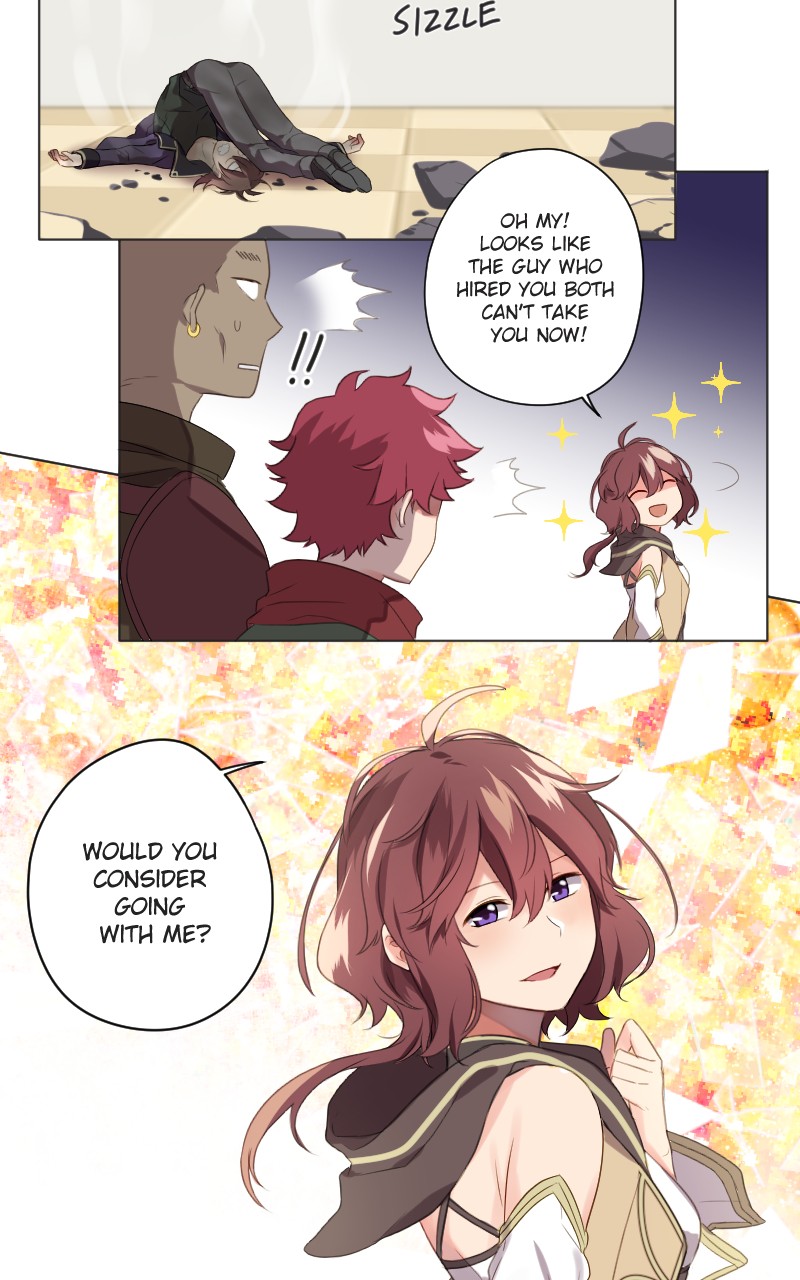 SIZZLE
OH MY!
LOOKS LIKE
THE GUY WHO
HIRED YOU BOTH
CAN'T TAKE
YOU NOW!
!!
WOULD YOU
CONSIDER
GOING
WITH ME?